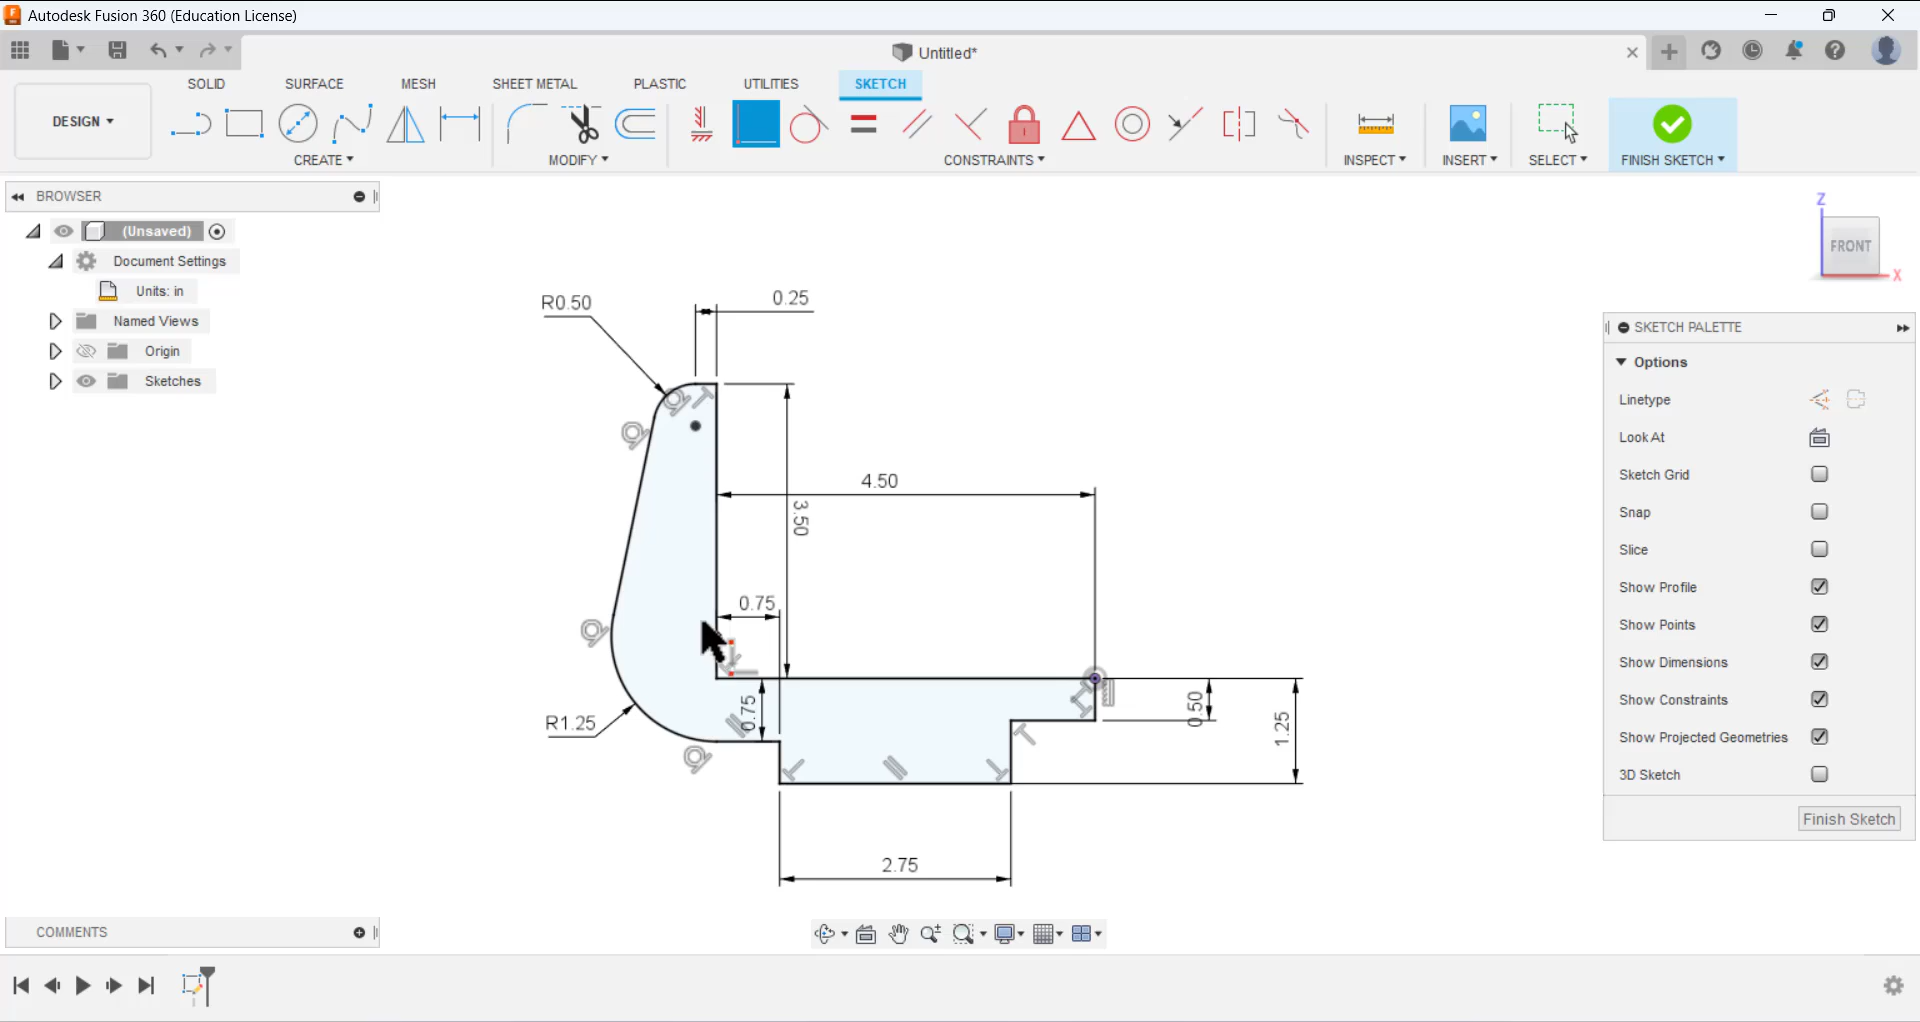 Autodesk Fusion 360 (Education License)
Untitled*
SOLID SURFACE MESH SHEET METAL PLASTIC UTILITIES SKETCH
DESIGN
CREATE MODIFY CONSTRAINTS INSPECT INSERT SELECT FINISH SKETCH
BROWSER
(Unsaved)
Document Settings
Units: in
Named Views
Origin
Sketches
Z
FRONT
X
R0.50
0.25
4.50
3.50
0.75
R1.25
0.75
0.50
1.25
2.75
SKETCH PALETTE
Options
Linetype
Look At
Sketch Grid
Snap
Slice
Show Profile
Show Points
Show Dimensions
Show Constraints
Show Projected Geometries
3D Sketch
Finish Sketch
COMMENTS